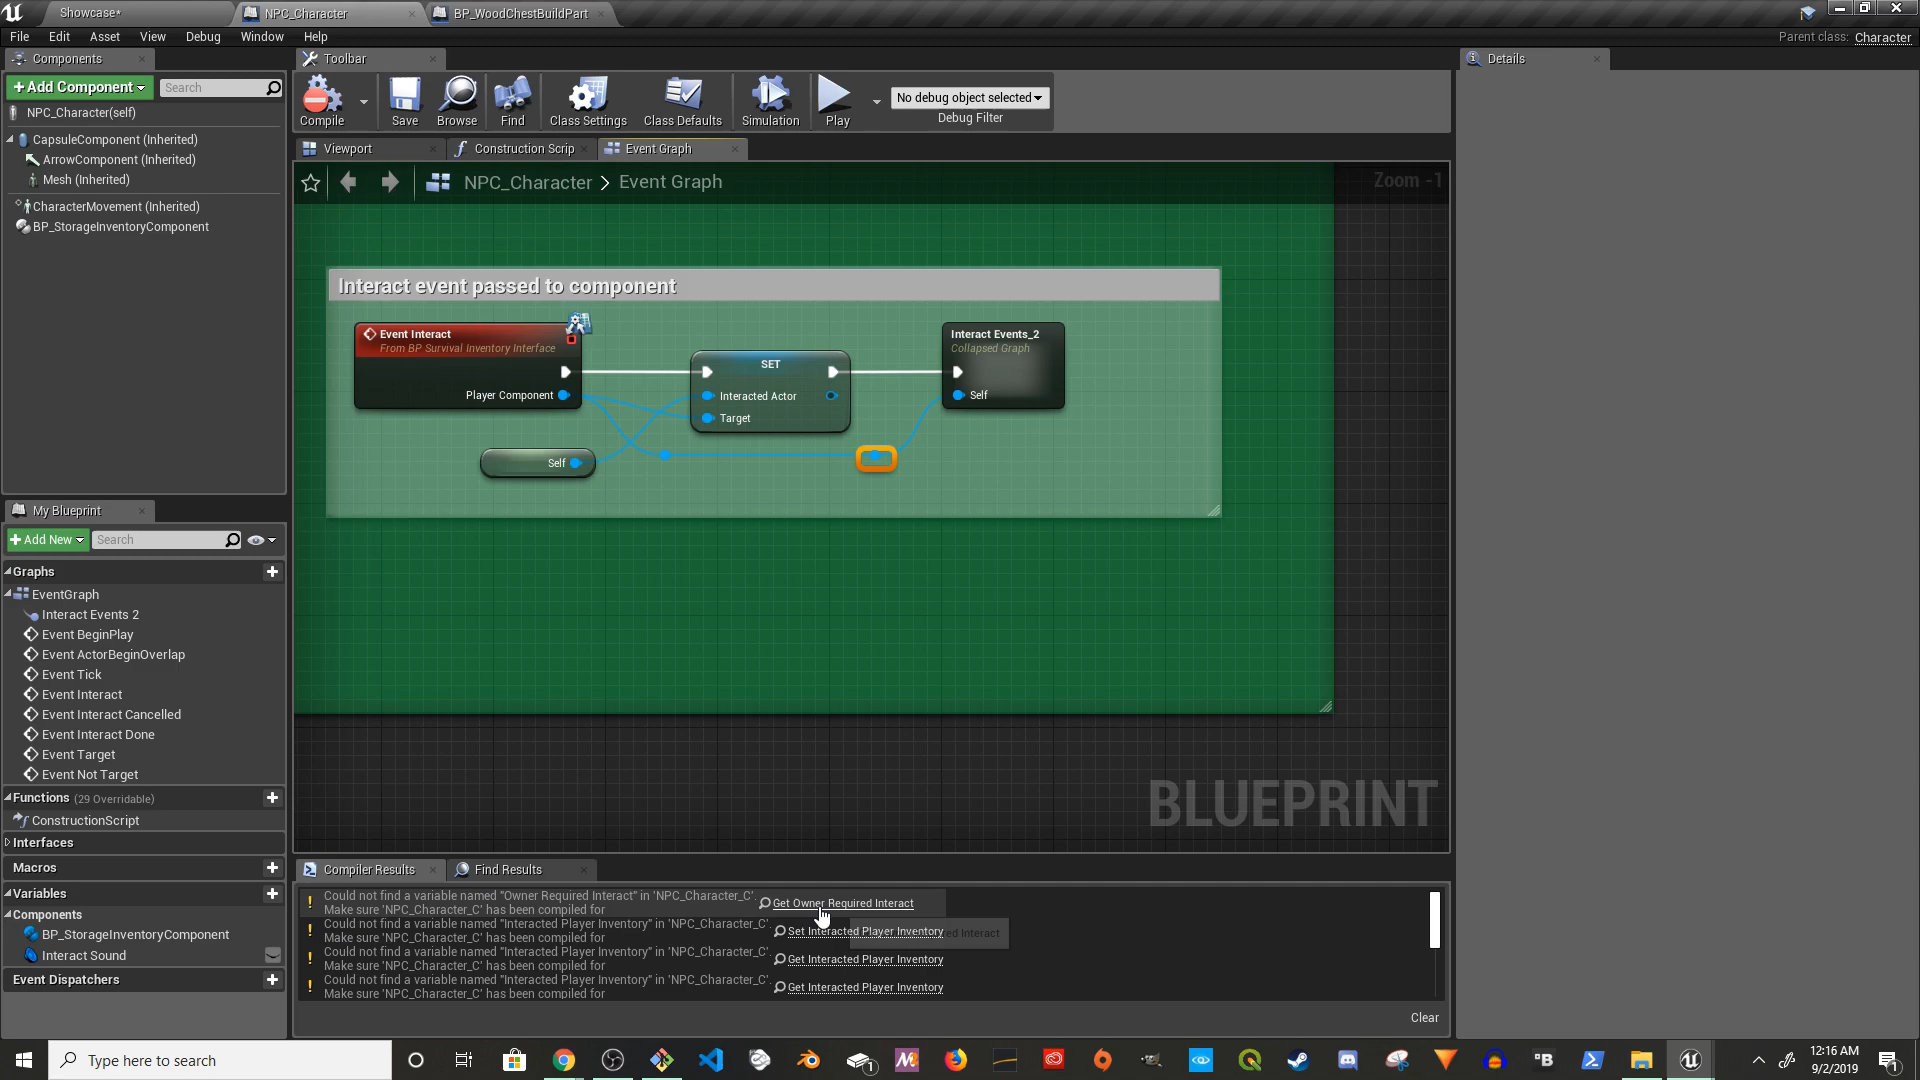 Showcase*
NPC_Character
BP_WoodChestBuildPart
File Edit Asset View Debug Window Help
Parent class: Character
Components
Toolbar
Details
+Add Component
Search
Compile
Save
Browse
Find
Class Settings
Class Defaults
Simulation
Play
No debug object selected
Debug Filter
NPC_Character(self)
CapsuleComponent (Inherited)
ArrowComponent (Inherited)
Mesh (Inherited)
CharacterMovement (Inherited)
BP_StorageInventoryComponent
Viewport
Construction Scrip
Event Graph
NPC_Character > Event Graph
Zoom -1
Interact event passed to component
Event Interact
From BP Survival Inventory Interface
Player Component
Self
SET
Interacted Actor
Target
Interact Events_2
Collapsed Graph
Self
BLUEPRINT
My Blueprint
+Add New
Search
Graphs
EventGraph
Interact Events 2
Event BeginPlay
Event ActorBeginOverlap
Event Tick
Event Interact
Event Interact Cancelled
Event Interact Done
Event Target
Event Not Target
Functions (29 Overridable)
ConstructionScript
Interfaces
Macros
Variables
Components
BP_StorageInventoryComponent
Interact Sound
Event Dispatchers
Compiler Results
Find Results
Could not find a variable named "Owner Required Interact" in 'NPC_Character_C'.
Make sure 'NPC_Character_C' has been compiled for
Get Owner Required Interact
Could not find a variable named "Interacted Player Inventory" in 'NPC_Character_C'.
Make sure 'NPC_Character_C' has been compiled for
Set Interacted Player Inventory
Could not find a variable named "Interacted Player Inventory" in 'NPC_Character_C'.
Make sure 'NPC_Character_C' has been compiled for
Get Interacted Player Inventory
Could not find a variable named "Interacted Player Inventory" in 'NPC_Character_C'.
Make sure 'NPC_Character_C' has been compiled for
Get Interacted Player Inventory
Clear
Type here to search
12:16 AM
9/2/2019